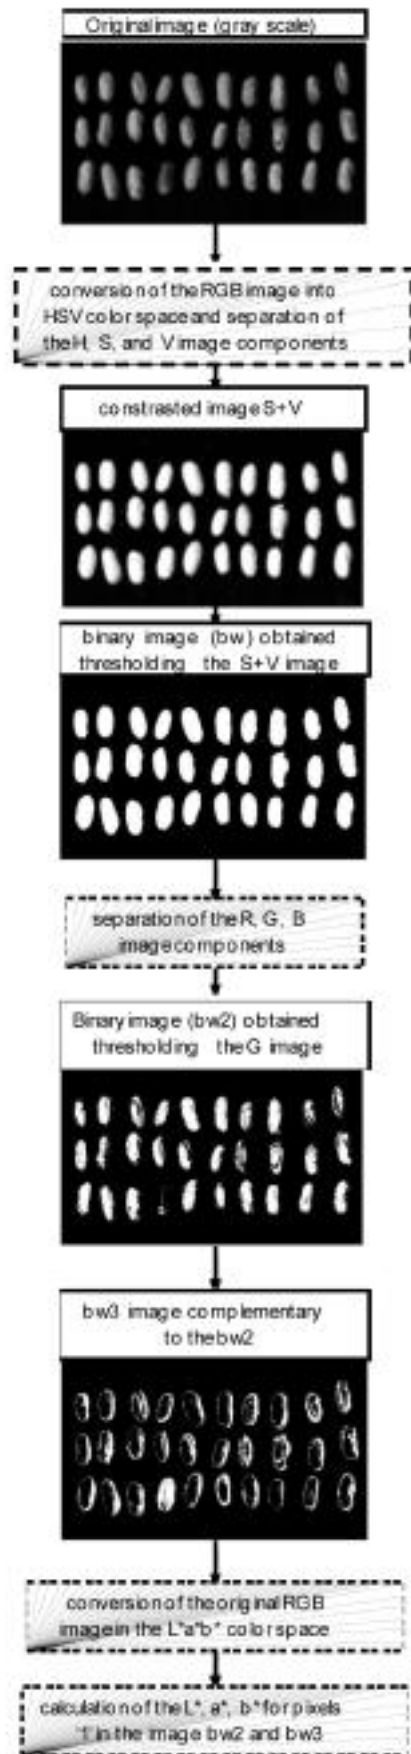 Original image (gray scale)
conversion of the RGB image into
HSV color space and separation of
the H, S, and V image components
constrasted image S+V
binary image (bw) obtained
thresholding the S+V image
separation of the R, G, B
image components
Binary image (bw2) obtained
thresholding the G image
bw3 image complementary
to the bw2
conversion of the original RGB
image in the L*a*b* color space
calculation of the L*, a*, b* for pixels
'1' in the image bw2 and bw3